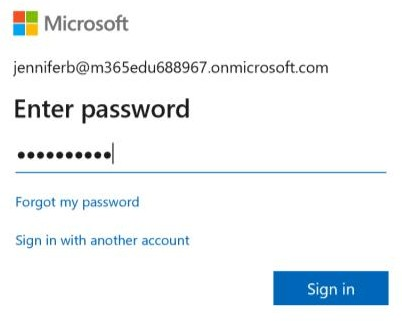 Microsoft
jenniferb@m365edu688967.onmicrosoft.com
Enter password
••••••••••
Forgot my password
Sign in with another account
Sign in